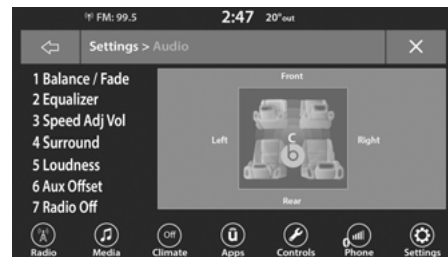 FM: 99.5 2:47 20°out
Settings > Audio
1 Balance / Fade
2 Equalizer
3 Speed Adj Vol
4 Surround
5 Loudness
6 Aux Offset
7 Radio Off
Front
Left
C
Right
Rear
Off
Radio Media Climate Apps Controls Phone Settings